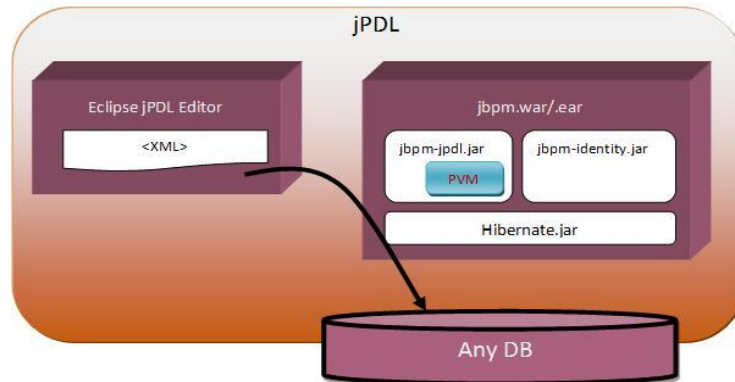 jPDL
Eclipse jPDL Editor
<XML>
jbpm.war/.ear
jbpm-jpdl.jar
PVM
jbpm-identity.jar
Hibernate.jar
Any DB